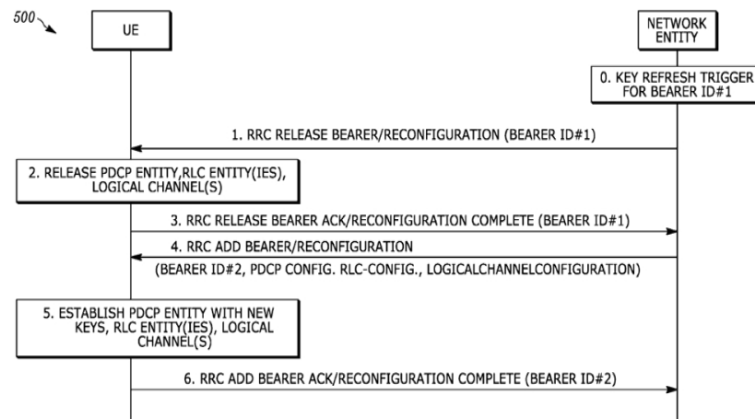 500
UE
NETWORK
ENTITY
0. KEY REFRESH TRIGGER
FOR BEARER ID#1
1. RRC RELEASE BEARER/RECONFIGURATION (BEARER ID#1)
2. RELEASE PDCP ENTITY,RLC ENTITY(IES),
LOGICAL CHANNEL(S)
3. RRC RELEASE BEARER ACK/RECONFIGURATION COMPLETE (BEARER ID#1)
4. RRC ADD BEARER/RECONFIGURATION
(BEARER ID#2, PDCP CONFIG. RLC-CONFIG., LOGICALCHANNELCONFIGURATION)
5. ESTABLISH PDCP ENTITY WITH NEW
KEYS, RLC ENTITY(IES), LOGICAL
CHANNEL(S)
6. RRC ADD BEARER ACK/RECONFIGURATION COMPLETE (BEARER ID#2)